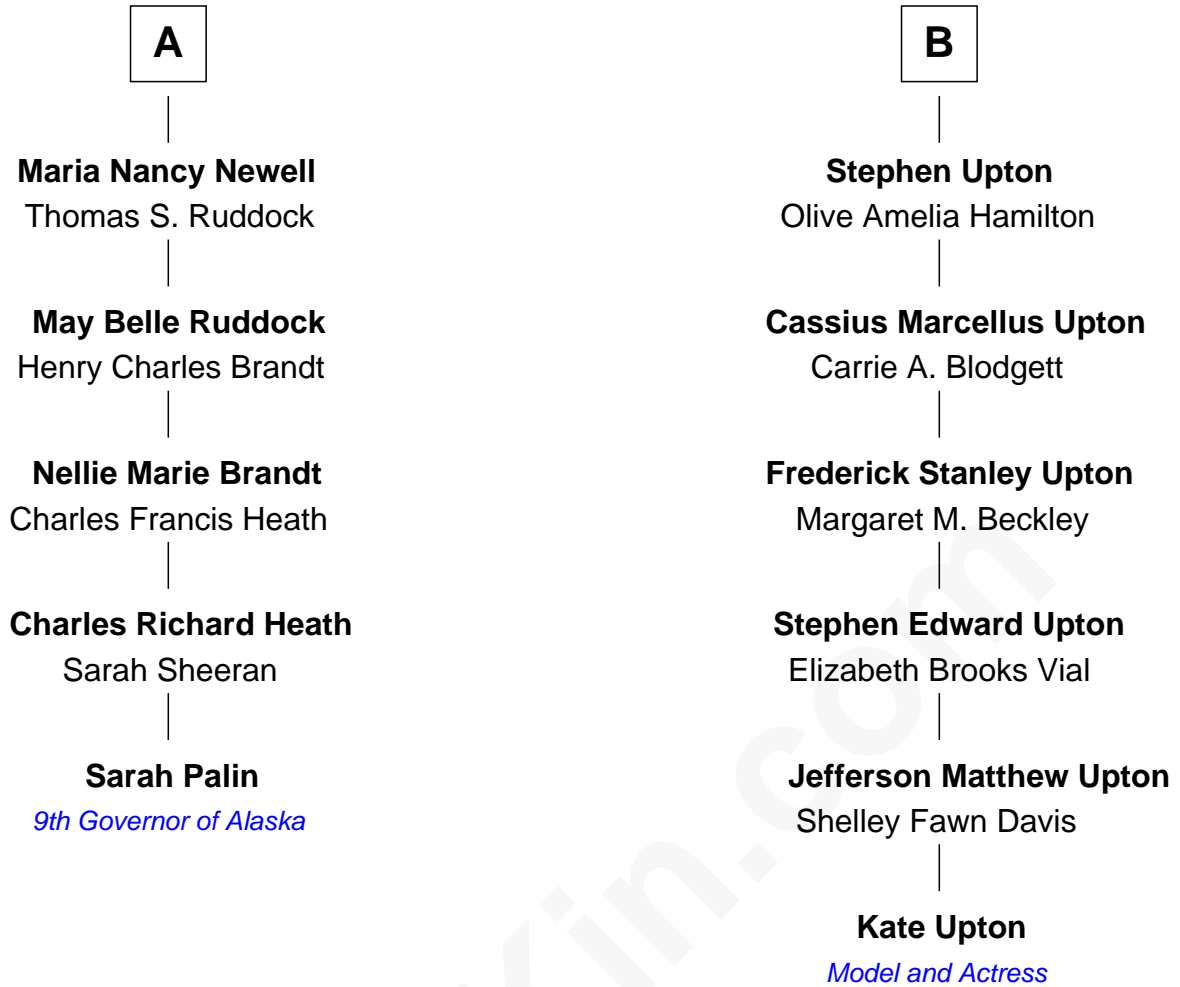 A
Maria Nancy Newell
Thomas S. Ruddock
May Belle Ruddock
Henry Charles Brandt
Nellie Marie Brandt
Charles Francis Heath
Charles Richard Heath
Sarah Sheeran
Sarah Palin
9th Governor of Alaska
B
Stephen Upton
Olive Amelia Hamilton
Cassius Marcellus Upton
Carrie A. Blodgett
Frederick Stanley Upton
Margaret M. Beckley
Stephen Edward Upton
Elizabeth Brooks Vial
Jefferson Matthew Upton
Shelley Fawn Davis
Kate Upton
Model and Actress
Kin.com